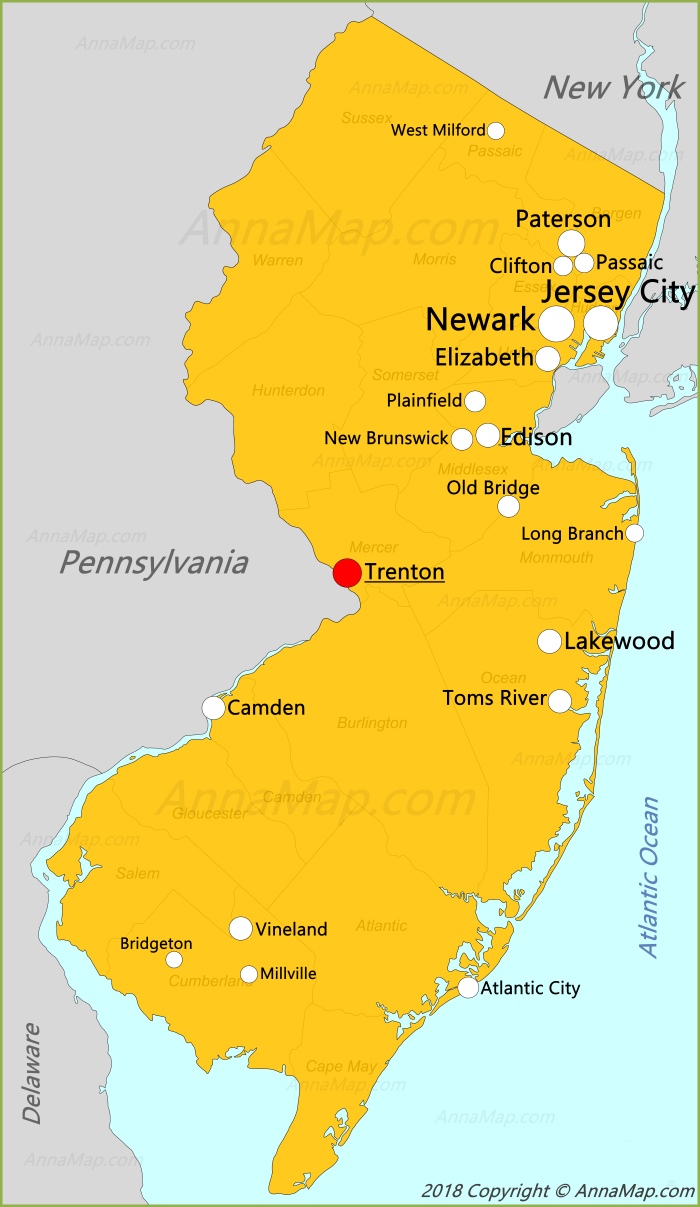 AnnaMap.com
New York
AnnaMap.com
Sussex
West Milford
Passaic
AnnaMap.com
Bergen
Paterson
AnnaMap.com
Warren
Morris
Clifton
Passaic
Essex
Jersey City
Newark
AnnaMap.com
Elizabeth
Somerset
AnnaMap.com
Hunterdon
Plainfield
New Brunswick
Edison
AnnaMap.com
Middlesex
AnnaMap.com
Old Bridge
AnnaMap.com
Long Branch
Mercer
Monmouth
Pennsylvania
Trenton
AnnaMap.com
Lakewood
Ocean
Toms River
Camden
Burlington
AnnaMap.com
AnnaMap.com
Camden
Gloucester
AnnaMap.com
Atlantic Ocean
Salem
Atlantic
Vineland
Bridgeton
Millville
Cumberland
Atlantic City
Delaware
Cape May
AnnaMap.com
AnnaMap.com
AnnaMap.com
2018 Copyright © AnnaMap.com